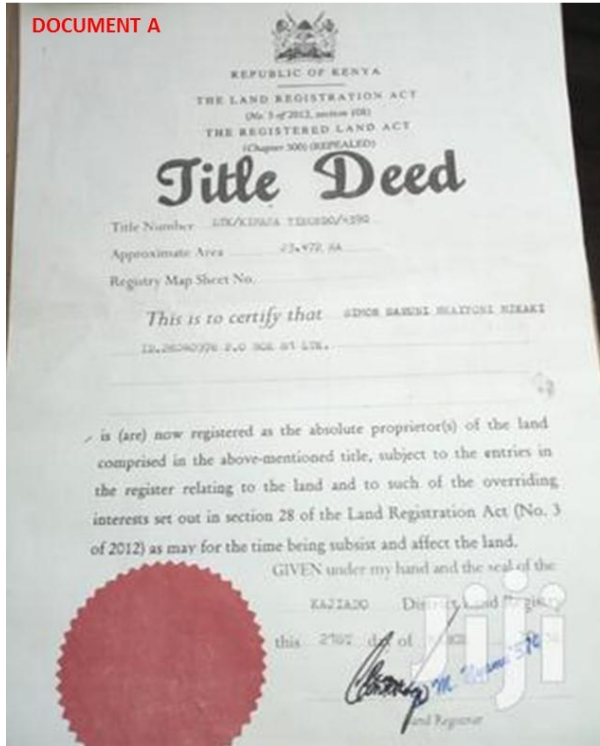 DOCUMENT A
REPUBLIC OF KENYA
THE LAND REGISTRATION ACT
(No. 3 of 2012, section 108)
THE REGISTERED LAND ACT
(Chapter 300) (REPEALED)
Title Deed
Title Number
Approximate Area HA
Registry Map Sheet No.
This is to certify that
P.O BOX
is (are) now registered as the absolute proprietor(s) of the land
comprised in the above-mentioned title, subject to the entries in
the register relating to the land and to such of the overriding
interests set out in section 28 of the Land Registration Act (No. 3
of 2012) as may for the time being subsist and affect the land.
GIVEN under my hand and the seal of the
KAJIADO District Land Registry
this day of
Jiji
Land Registrar